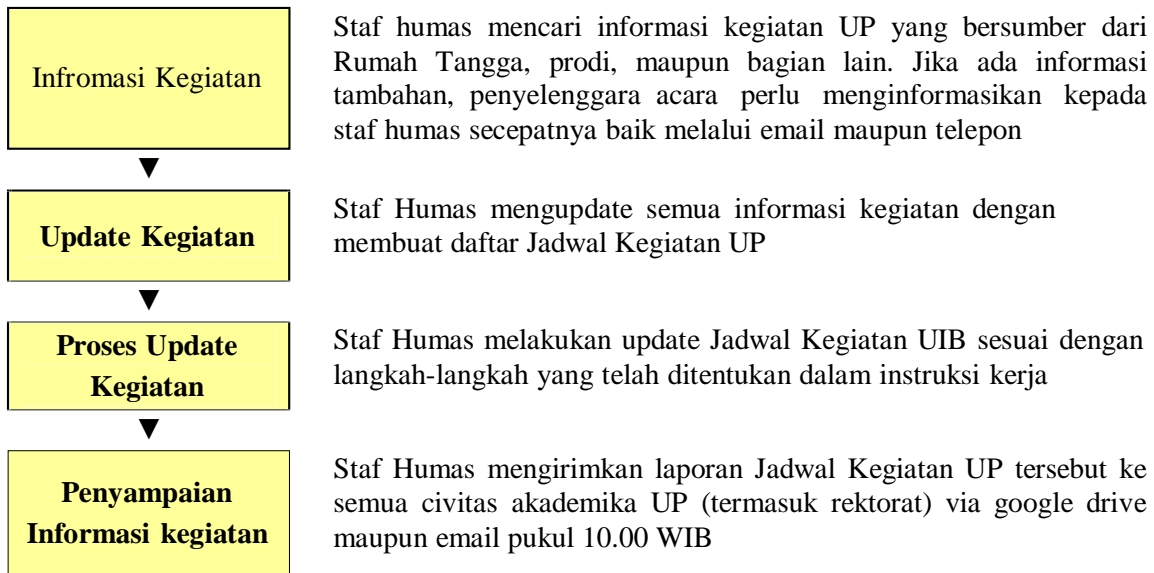 Infromasi Kegiatan
Staf humas mencari informasi kegiatan UP yang bersumber dari
Rumah Tangga, prodi, maupun bagian lain. Jika ada informasi
tambahan, penyelenggara acara perlu menginformasikan kepada
staf humas secepatnya baik melalui email maupun telepon
Update Kegiatan
Staf Humas mengupdate semua informasi kegiatan dengan
membuat daftar Jadwal Kegiatan UP
Proses Update
Kegiatan
Staf Humas melakukan update Jadwal Kegiatan UIB sesuai dengan
langkah-langkah yang telah ditentukan dalam instruksi kerja
Penyampaian
Informasi kegiatan
Staf Humas mengirimkan laporan Jadwal Kegiatan UP tersebut ke
semua civitas akademika UP (termasuk rektorat) via google drive
maupun email pukul 10.00 WIB